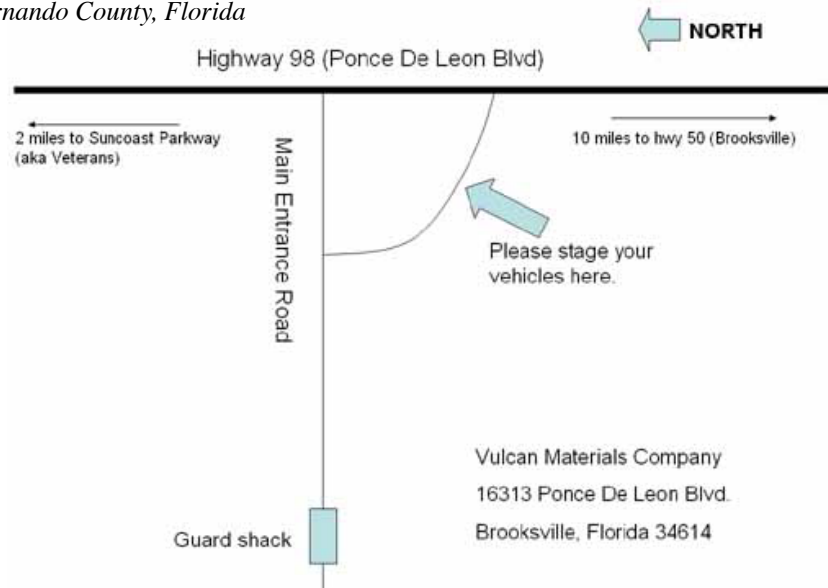 County, Florida
NORTH
Highway 98 (Ponce De Leon Blvd)
2 miles to Suncoast Parkway
(aka Veterans)
10 miles to hwy 50 (Brooksville)
Main Entrance Road
Please stage your
vehicles here.
Vulcan Materials Company
16313 Ponce De Leon Blvd.
Brooksville, Florida 34614
Guard shack